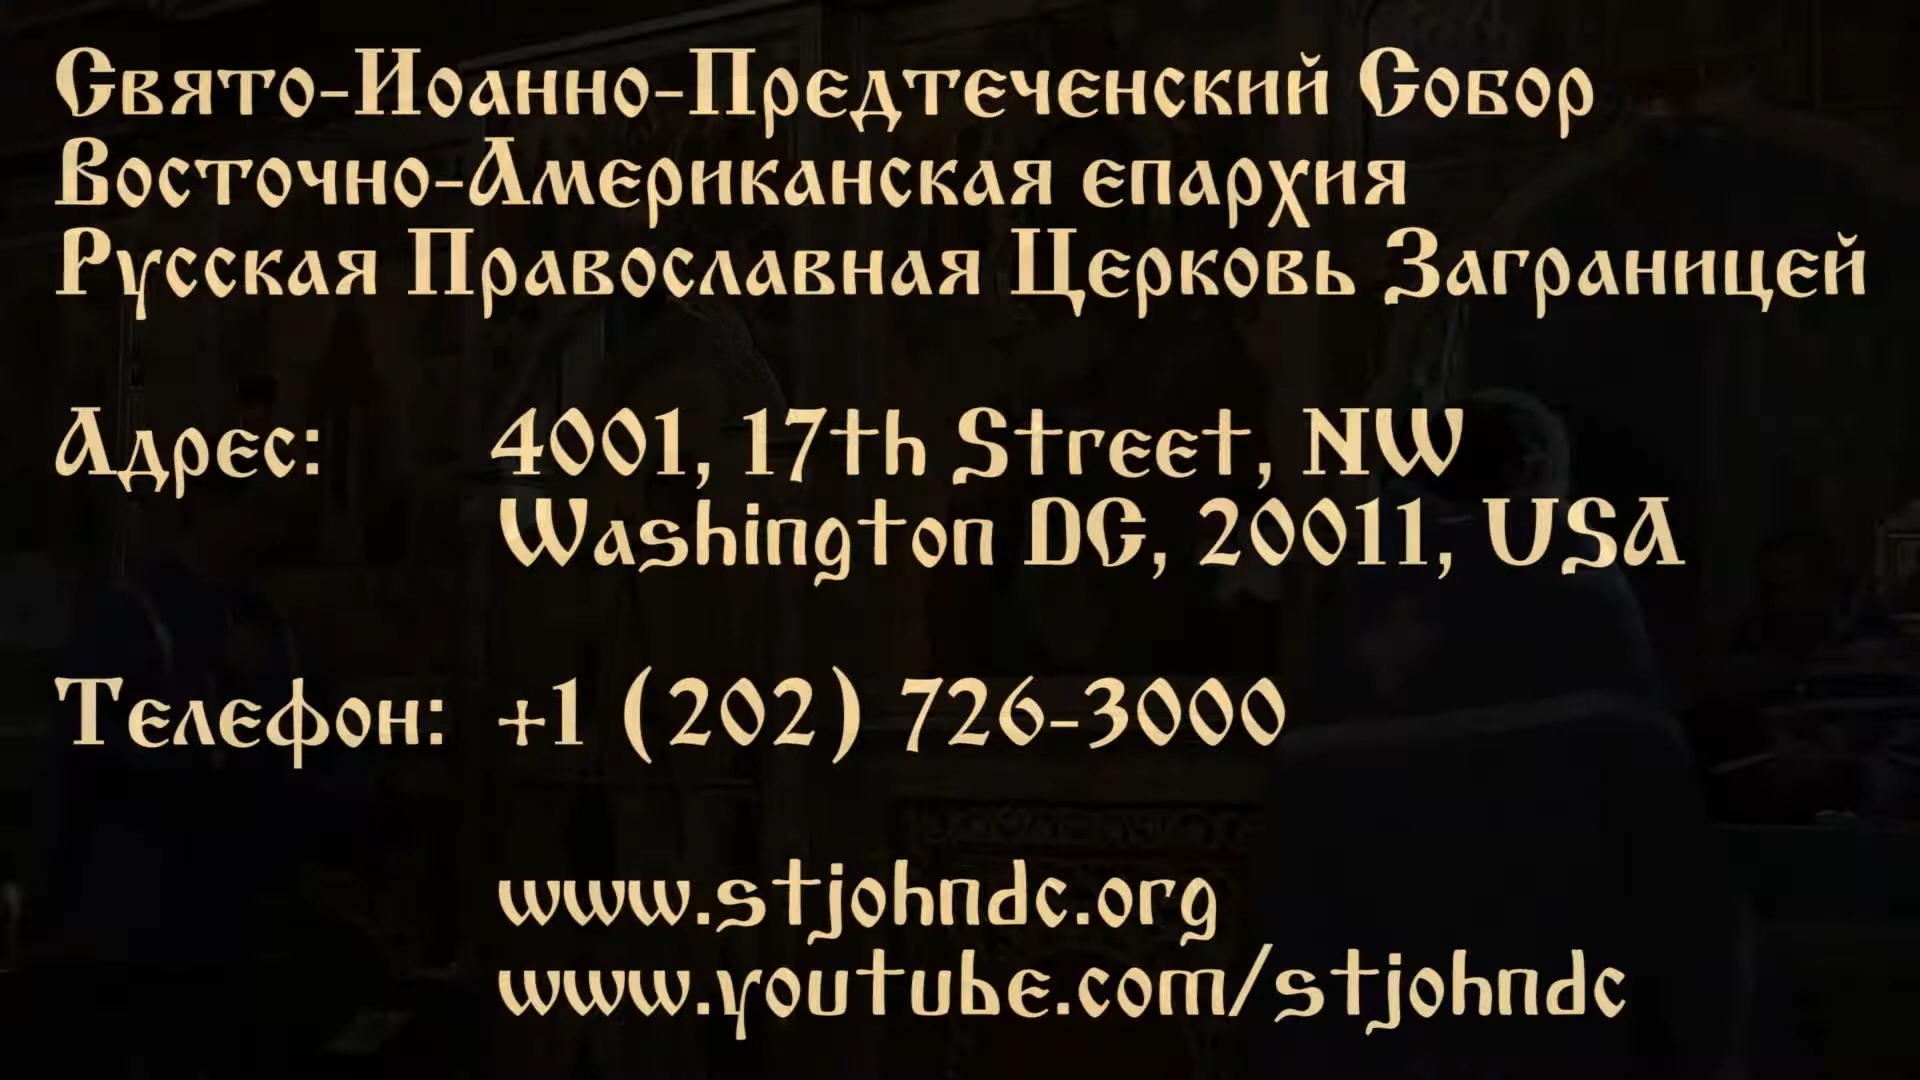 Свято-Иоанно-Предтеченский Собор
Восточно-Американская епархия
Русская Православная Церковь Заграницей
Адрес: 4001, 17th Street, NW
Washington DC, 20011, USA
Телефон: +1 (202) 726-3000
www.stjohndc.org
www.youtube.com/stjohndc